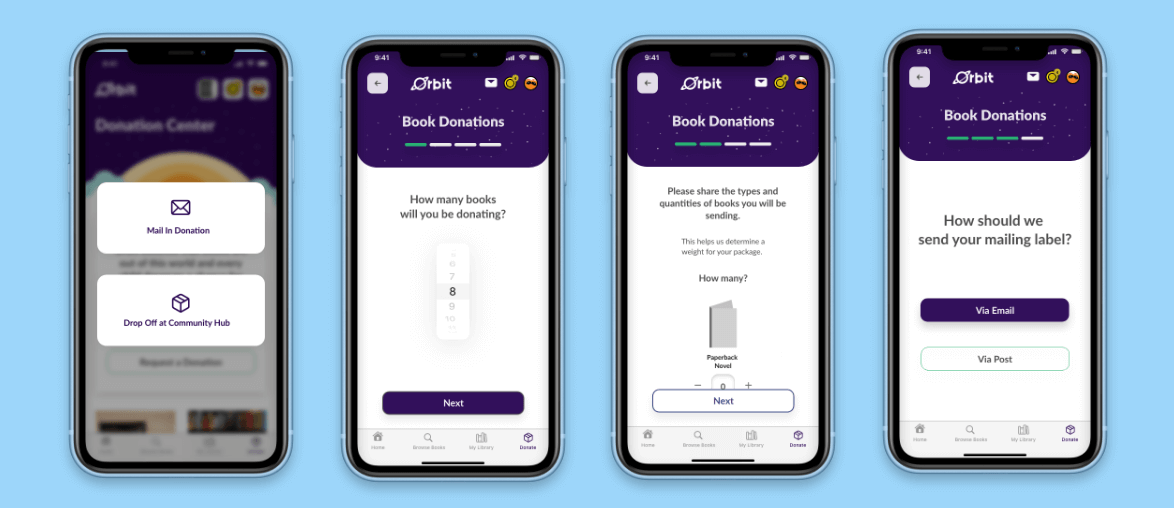 Orbit
Donation Center
Mail In Donation
out of this world and every
Drop Off at Community Hub
Request a Donation
9:41
Ørbit
Book Donations
How many books
will you be donating?
6
7
8
9
10
11
Next
Home
Browse Books
My Library
Donate
9:41
Ørbit
Book Donations
Please share the types and
quantities of books you will be
sending.
This helps us determine a
weight for your package.
How many?
Paperback
Novel
− 0 +
Next
Home
Browse Books
My Library
Donate
9:41
Ørbit
Book Donations
How should we
send your mailing label?
Via Email
Via Post
Home
Browse Books
My Library
Donate